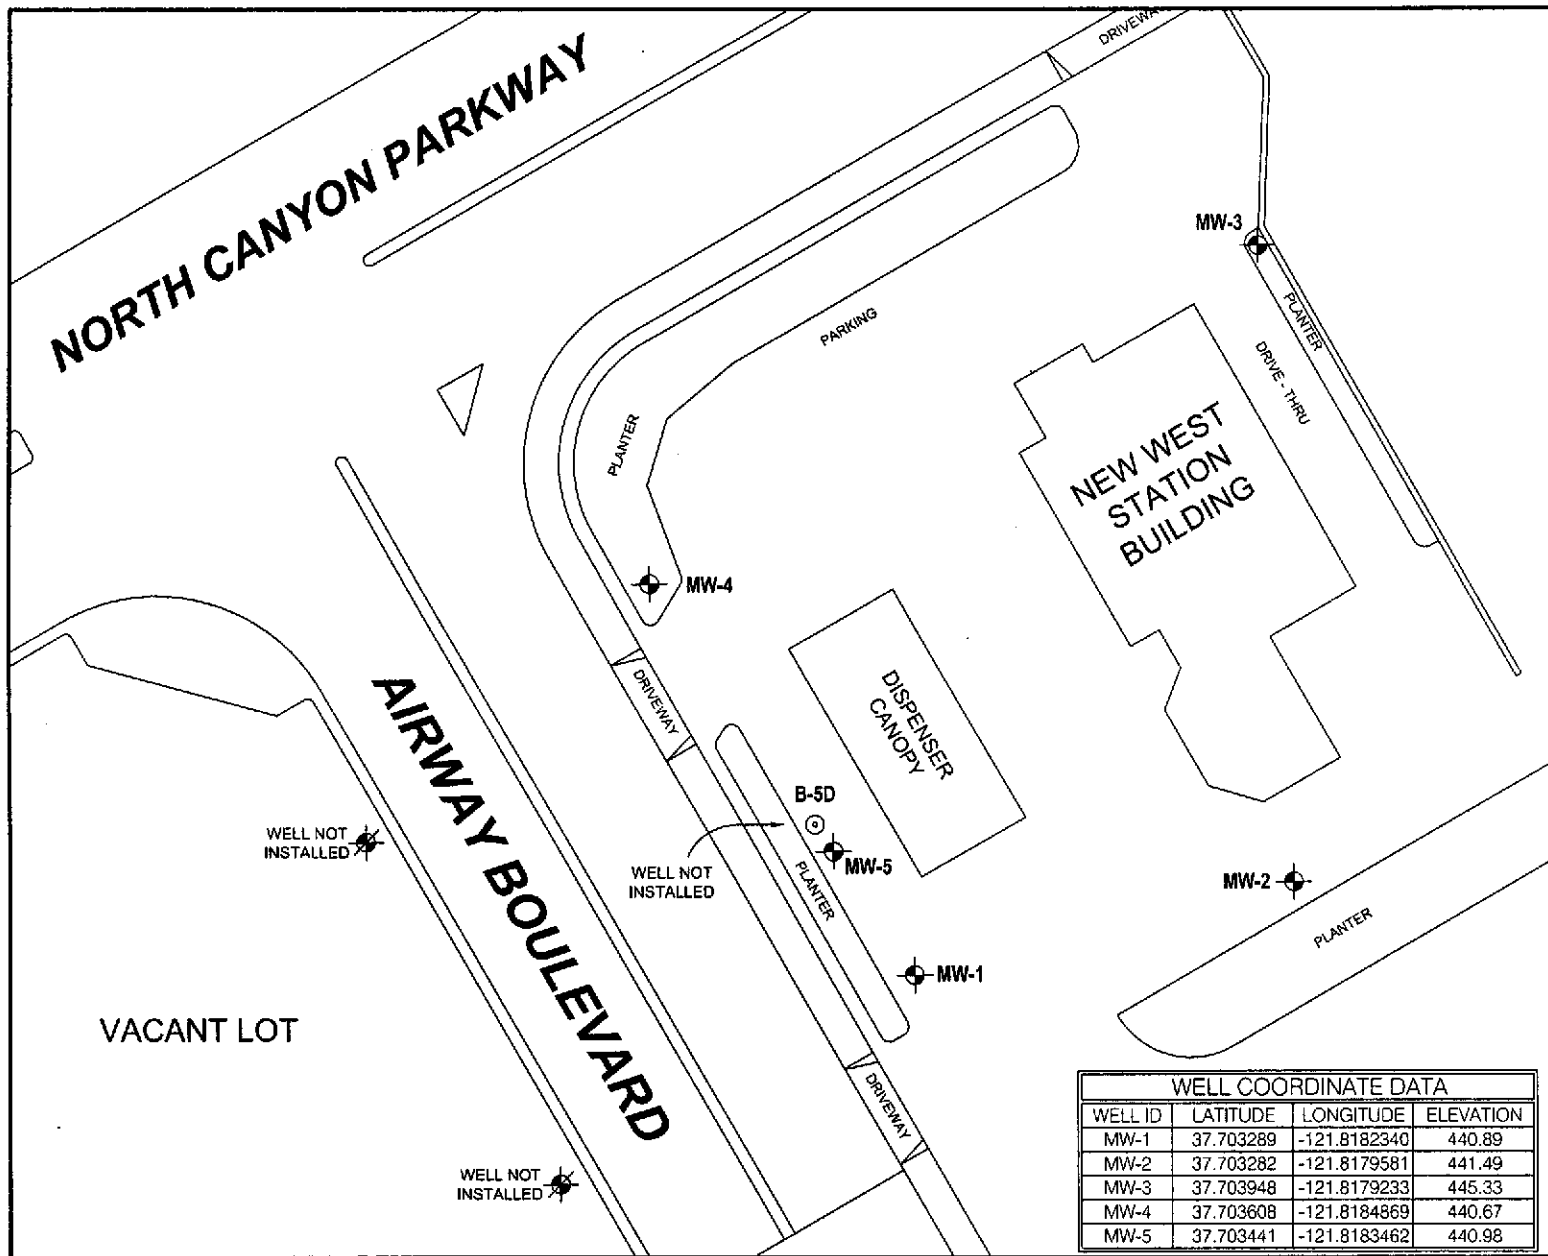 DRIVEWAY
NORTH CANYON PARKWAY
MW-3
PLANTER
PARKING
DRIVE - THRU
PLANTER
NEW WEST
STATION
BUILDING
MW-4
DRIVEWAY
DISPENSER
CANOPY
AIRWAY BOULEVARD
B-5D
WELL NOT
INSTALLED
MW-5
WELL NOT
INSTALLED
PLANTER
MW-2
PLANTER
MW-1
VACANT LOT
DRIVEWAY
WELL NOT
INSTALLED
WELL COORDINATE DATA
WELL ID LATITUDE LONGITUDE ELEVATION
MW-1 37.703289 -121.8182340 440.89
MW-2 37.703282 -121.8179581 441.49
MW-3 37.703948 -121.8179233 445.33
MW-4 37.703608 -121.8184869 440.67
MW-5 37.703441 -121.8183462 440.98